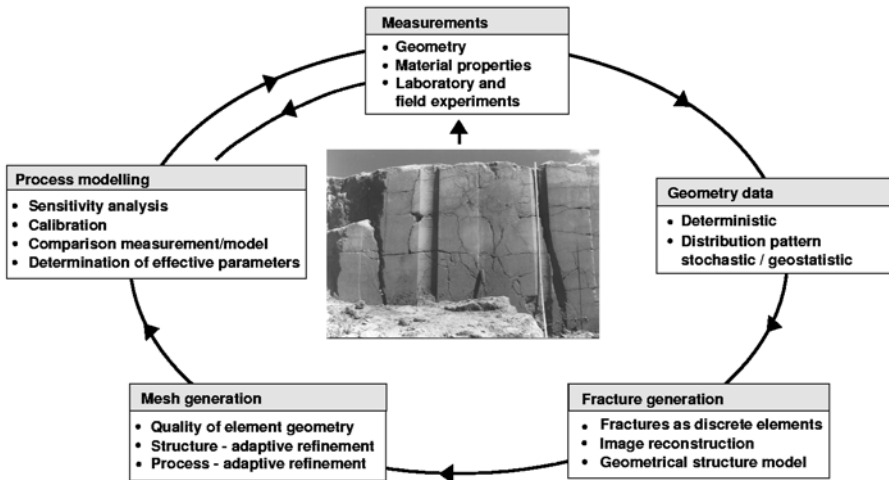 Measurements
• Geometry
• Material properties
• Laboratory and
field experiments
Process modelling
• Sensitivity analysis
• Calibration
• Comparison measurement/model
• Determination of effective parameters
Geometry data
• Deterministic
• Distribution pattern
stochastic / geostatistic
Mesh generation
• Quality of element geometry
• Structure - adaptive refinement
• Process - adaptive refinement
Fracture generation
• Fractures as discrete elements
• Image reconstruction
• Geometrical structure model